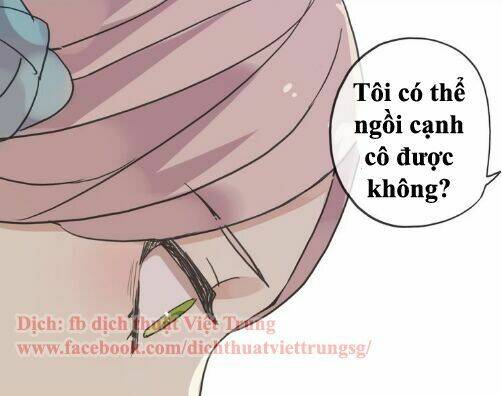 Tôi có thể
ngồi cạnh
cô được
không?
Dịch: fb dịch thuật Việt Trung
www.facebook.com/dichthuatviettrungsg/